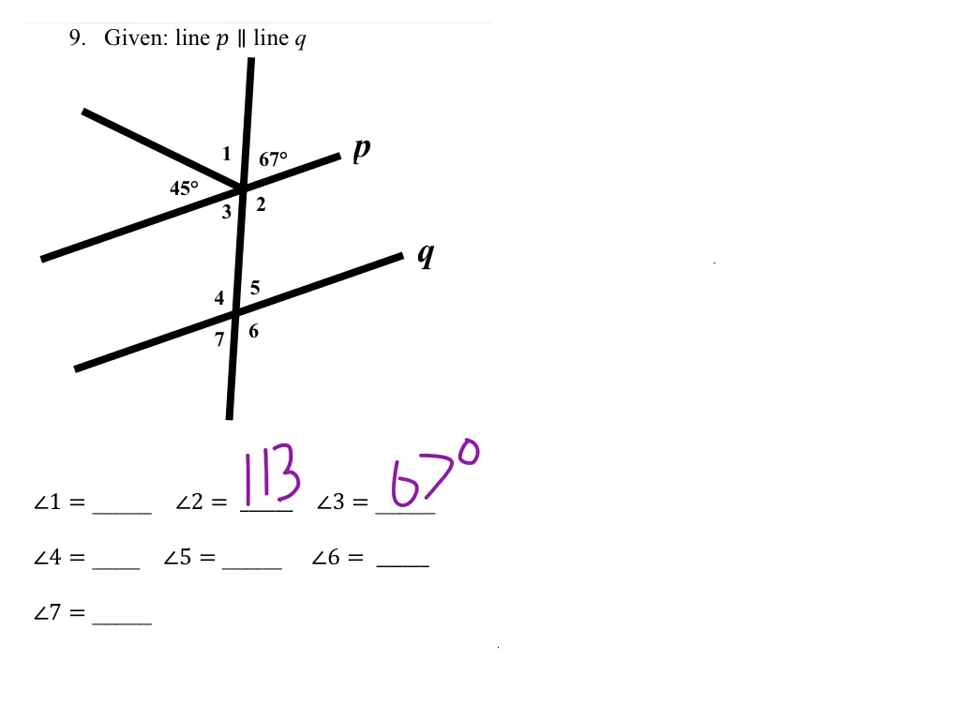 9. Given: line p ∥ line q
1 67° p
45°
3 2
q
4 5
7 6
∠1 = _____ ∠2 = 113 ∠3 = 67°
∠4 = ____ ∠5 = _____ ∠6 = ____
∠7 = _____